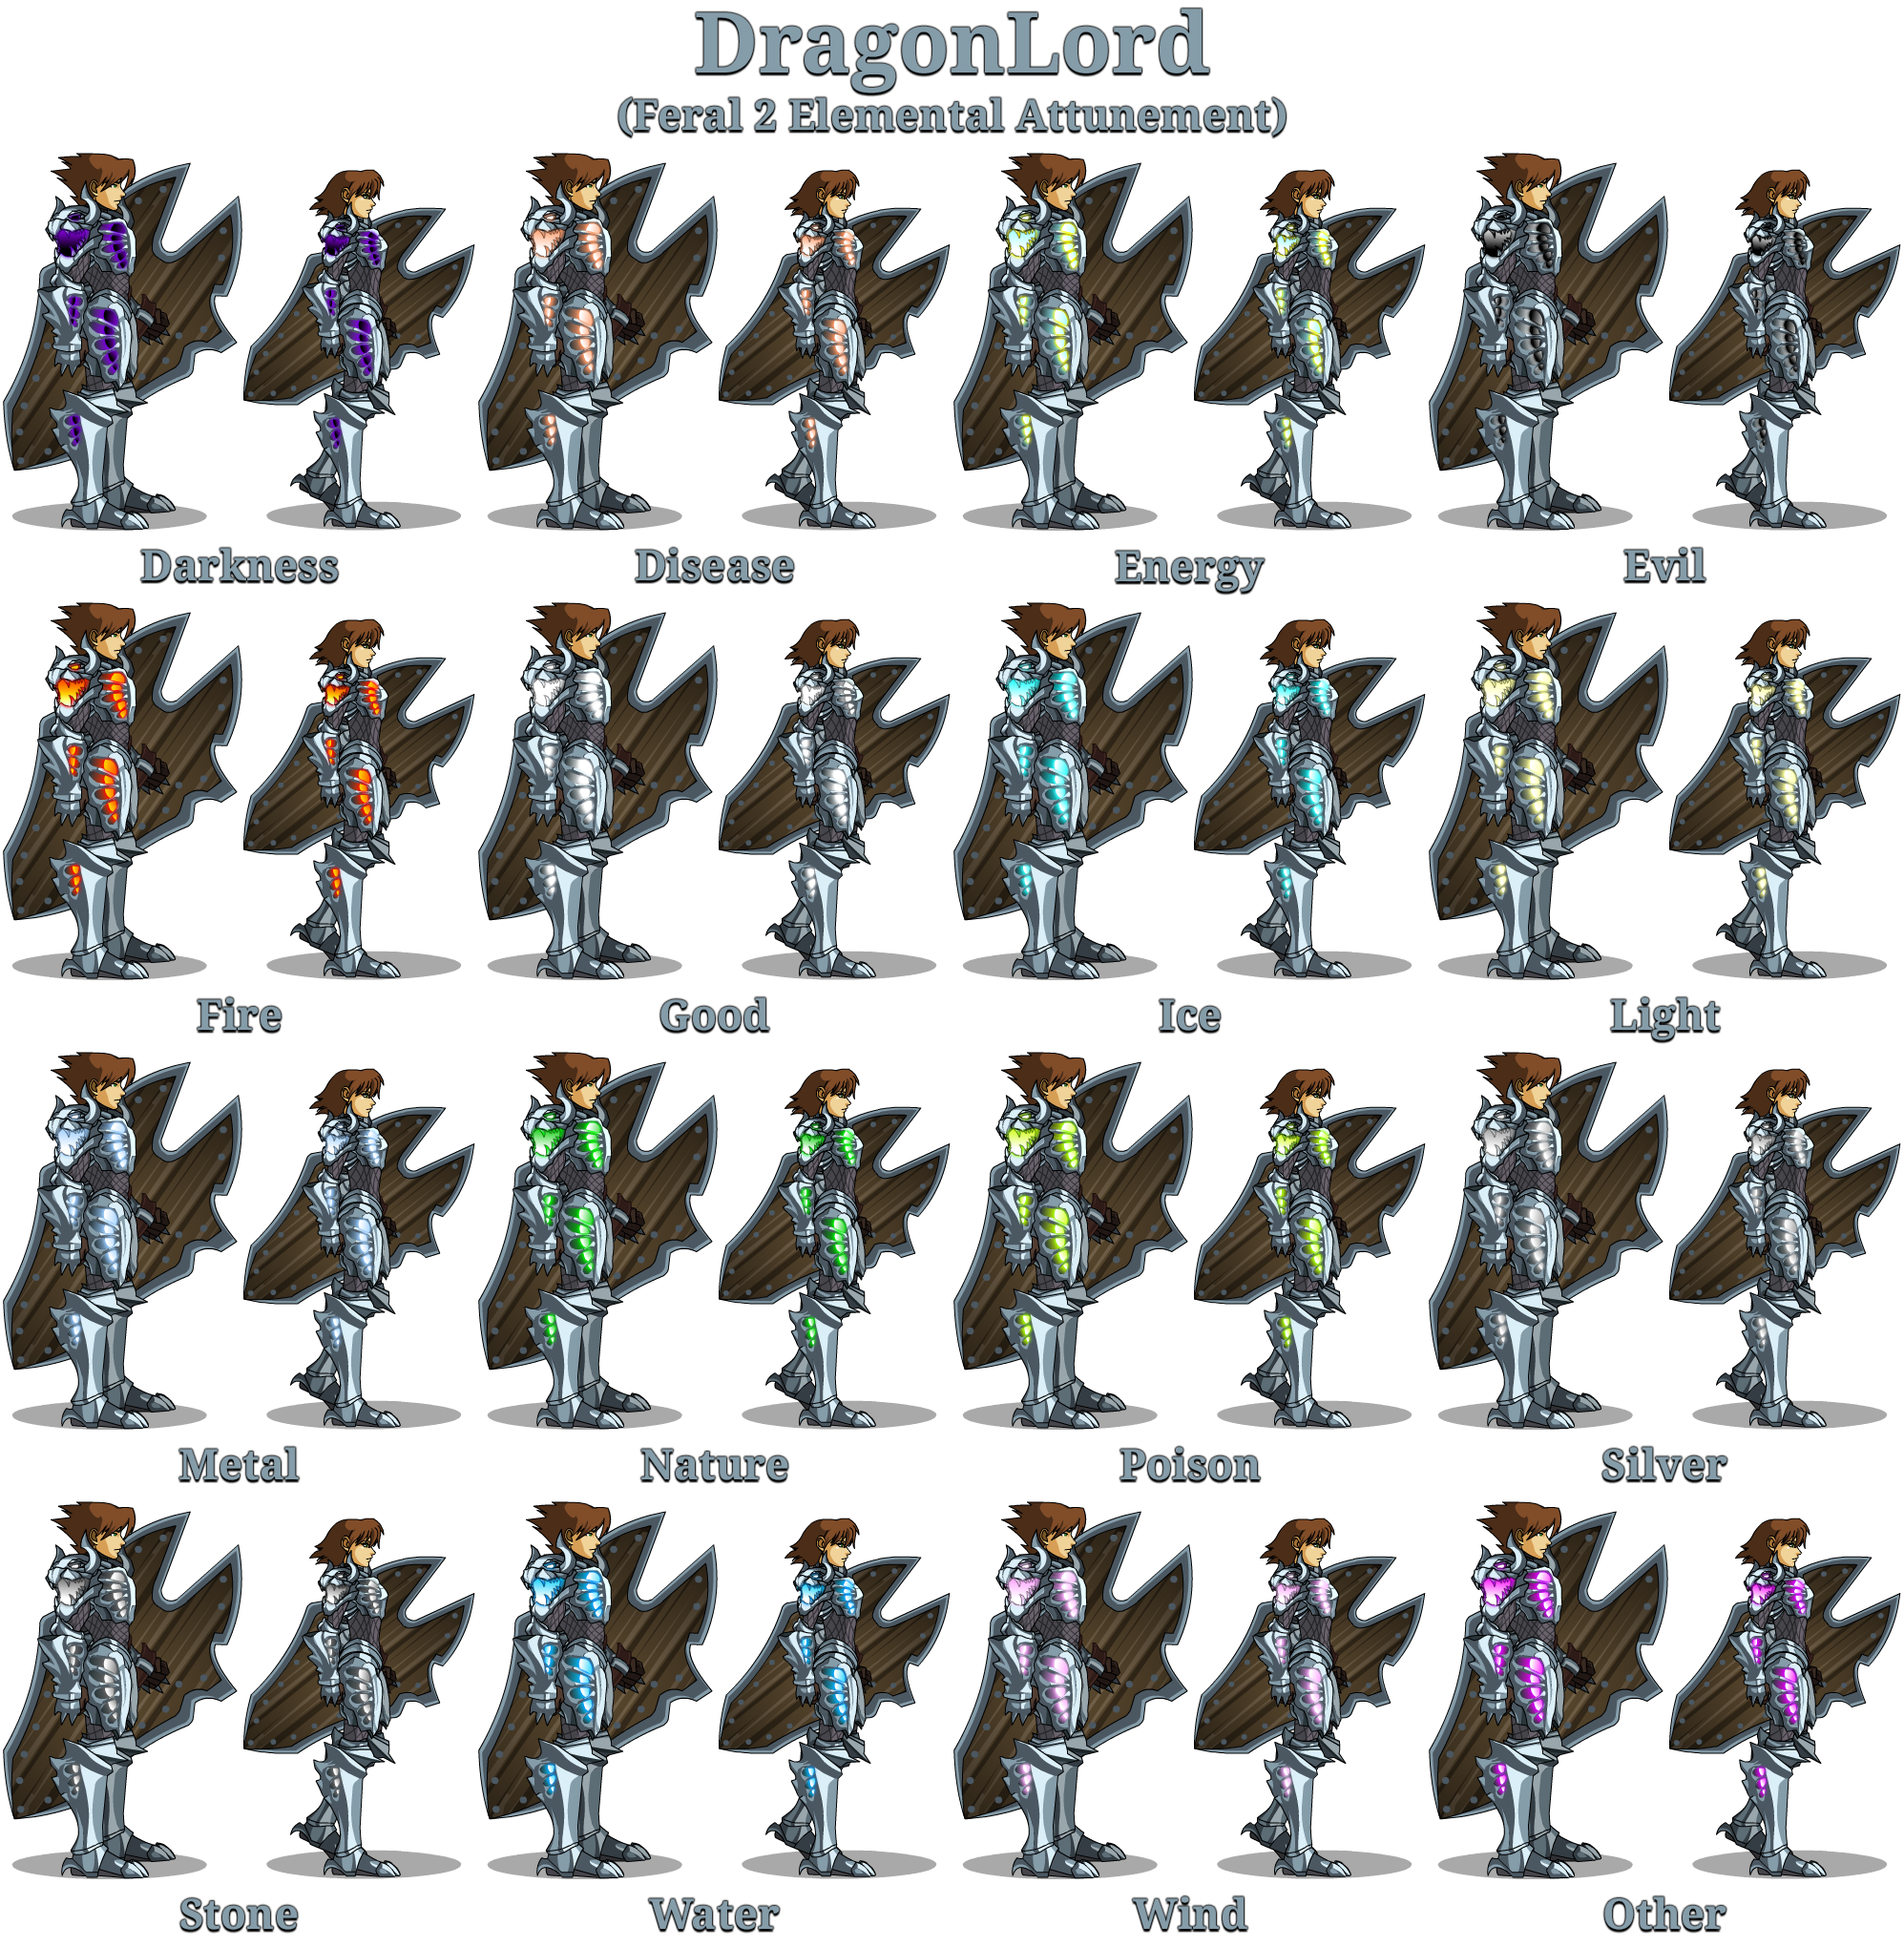 DragonLord
(Feral 2 Elemental Attunement)
Darkness
Disease
Energy
Evil
Fire
Good
Ice
Light
Metal
Nature
Poison
Silver
Stone
Water
Wind
Other